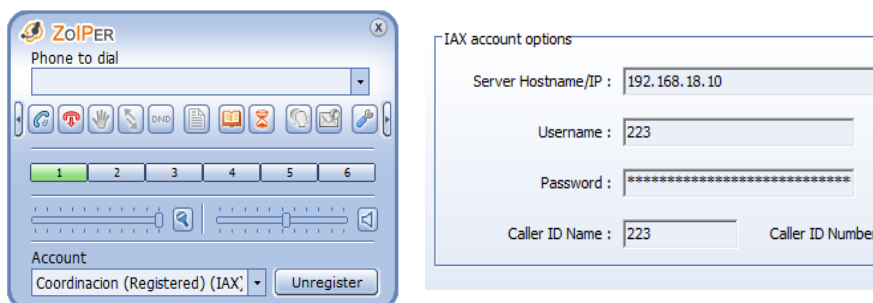 ZoIPer
X
Phone to dial
DND
1 2 3 4 5 6
Account
Coordinacion (Registered) (IAX)
Unregister
IAX account options
Server Hostname/IP : 192.168.18.10
Username : 223
Password : ****************************
Caller ID Name : 223 Caller ID Number